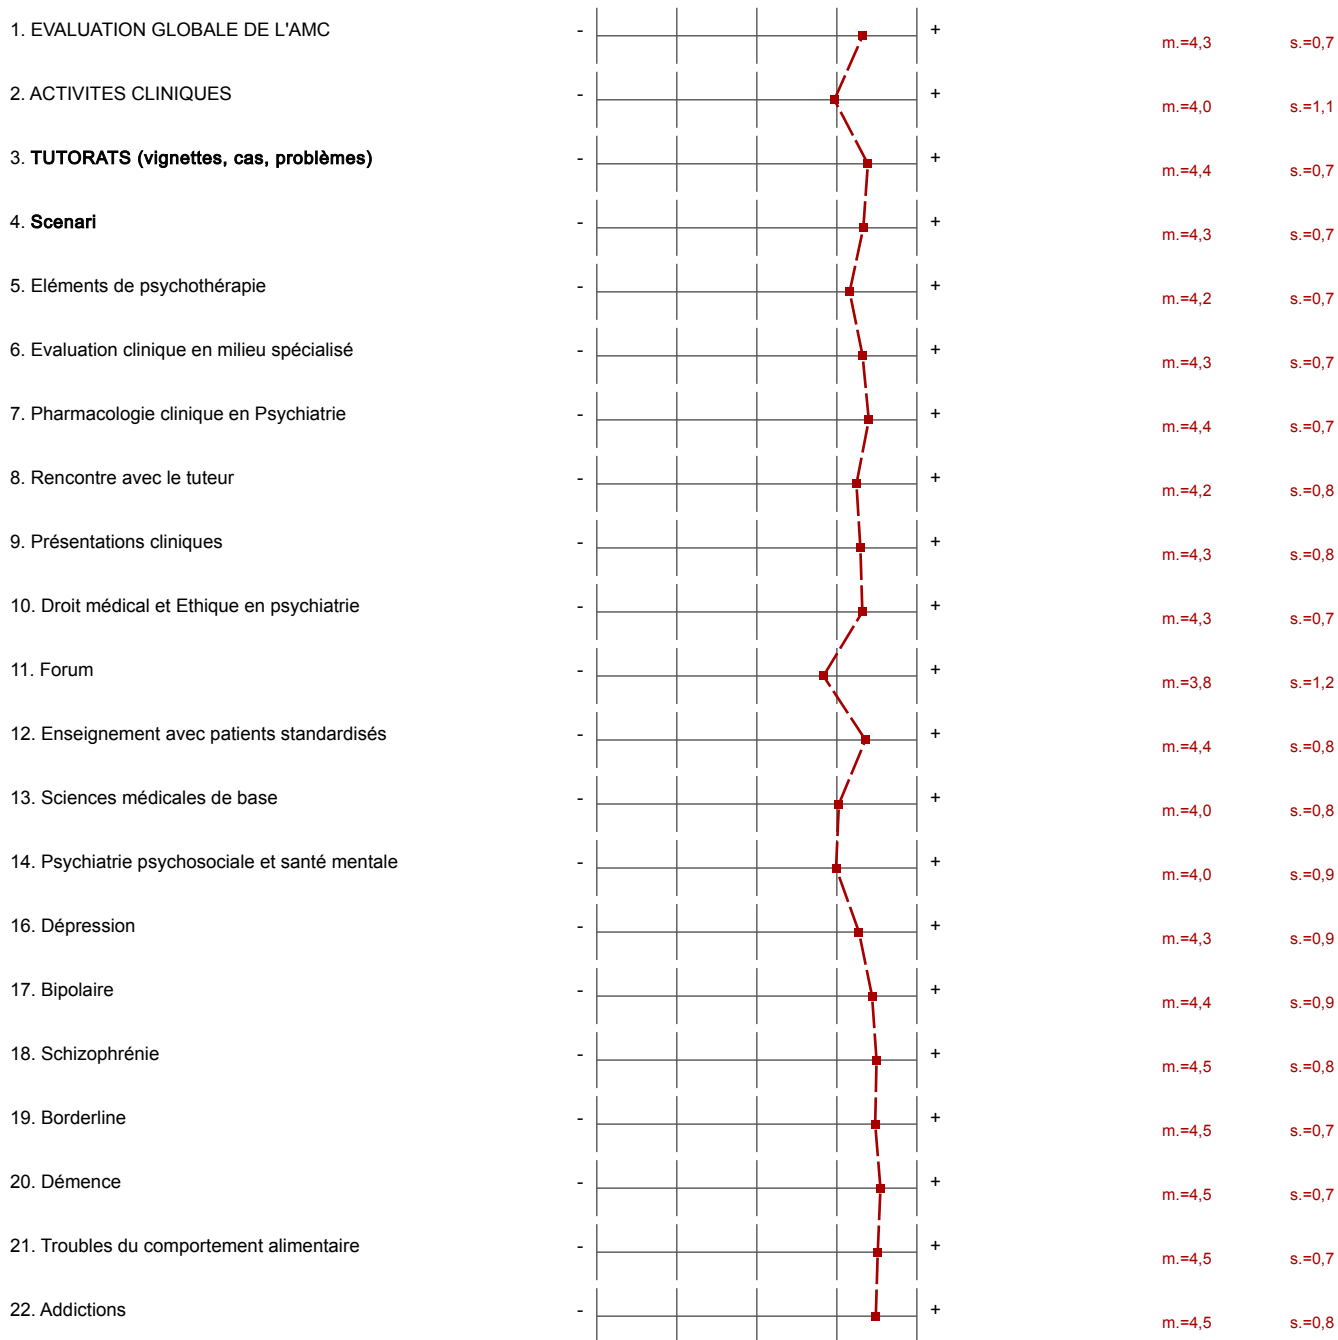 1. EVALUATION GLOBALE DE L'AMC - + m.=4,3 s.=0,7
2. ACTIVITES CLINIQUES - + m.=4,0 s.=1,1
3. TUTORATS (vignettes, cas, problèmes) - + m.=4,4 s.=0,7
4. Scenari - + m.=4,3 s.=0,7
5. Eléments de psychothérapie - + m.=4,2 s.=0,7
6. Evaluation clinique en milieu spécialisé - + m.=4,3 s.=0,7
7. Pharmacologie clinique en Psychiatrie - + m.=4,4 s.=0,7
8. Rencontre avec le tuteur - + m.=4,2 s.=0,8
9. Présentations cliniques - + m.=4,3 s.=0,8
10. Droit médical et Ethique en psychiatrie - + m.=4,3 s.=0,7
11. Forum - + m.=3,8 s.=1,2
12. Enseignement avec patients standardisés - + m.=4,4 s.=0,8
13. Sciences médicales de base - + m.=4,0 s.=0,8
14. Psychiatrie psychosociale et santé mentale - + m.=4,0 s.=0,9
16. Dépression - + m.=4,3 s.=0,9
17. Bipolaire - + m.=4,4 s.=0,9
18. Schizophrénie - + m.=4,5 s.=0,8
19. Borderline - + m.=4,5 s.=0,7
20. Démence - + m.=4,5 s.=0,7
21. Troubles du comportement alimentaire - + m.=4,5 s.=0,7
22. Addictions - + m.=4,5 s.=0,8